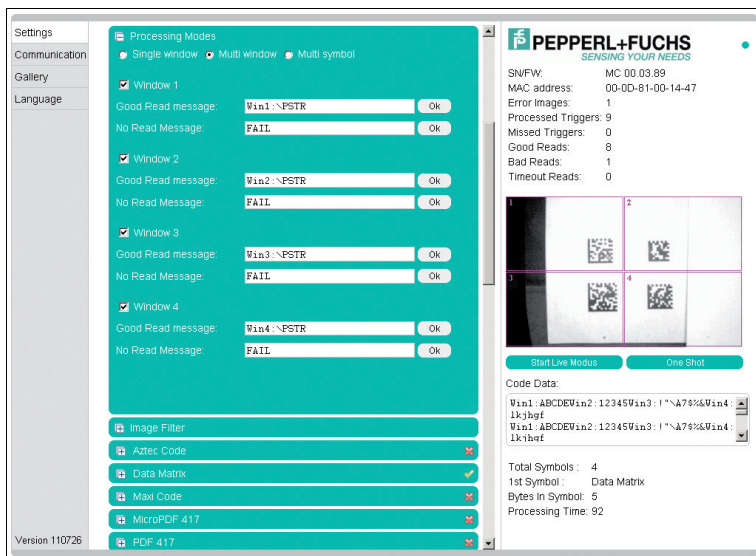 Settings
Communication
Gallery
Language
Version 110726
Processing Modes
Single window Multi window Multi symbol
Window 1
Good Read message: Win1:\PSTR Ok
No Read Message: FAIL Ok
Window 2
Good Read message: Win2:\PSTR Ok
No Read Message: FAIL Ok
Window 3
Good Read message: Win3:\PSTR Ok
No Read Message: FAIL Ok
Window 4
Good Read message: Win4:\PSTR Ok
No Read Message: FAIL Ok
Image Filter
Aztec Code
Data Matrix
Maxi Code
MicroPDF 417
PDF 417
PEPPERL+FUCHS
SENSING YOUR NEEDS
SN/FW: MC 00.03.89
MAC address: 00-0D-81-00-14-47
Error Images: 1
Processed Triggers: 9
Missed Triggers: 0
Good Reads: 8
Bad Reads: 1
Timeout Reads: 0
1 2
3 4
Start Live Modus One Shot
Code Data:
Win1:ABCDEWin2:12345Win3:!"\A7$%&Win4:
lkjhgf
Win1:ABCDEWin2:12345Win3:!"\A7$%&Win4:
lkjhgf
Total Symbols : 4
1st Symbol : Data Matrix
Bytes In Symbol: 5
Processing Time: 92